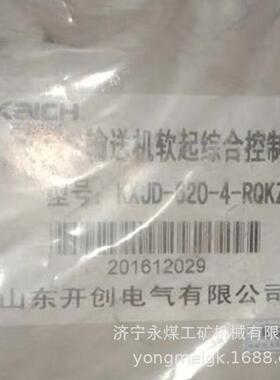 KAICH
输送机软起综合控制
型号: KXJD-620-4-RQKZ
201612029
山东开创电气有限公司
济宁永煤工矿机械有限公
yongmeigk.1688.c